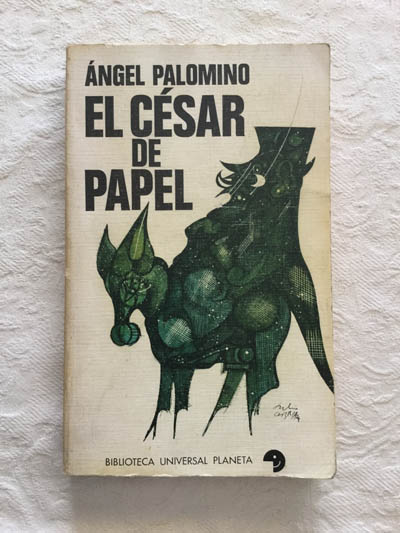 ÁNGEL PALOMINO
EL CÉSAR
DE
PAPEL
BIBLIOTECA UNIVERSAL PLANETA